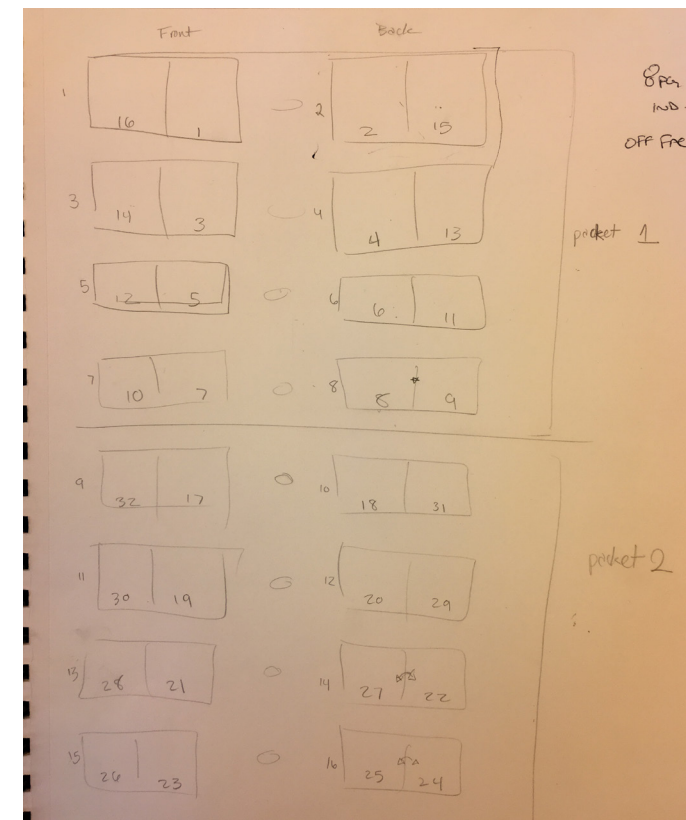 Front Back
1 16 1 2 2 15
3 14 3 4 4 13
packet 1
5 12 5 6 6 11
7 10 7 8 8 9
9 32 17 10 18 31
11 30 19 12 20 29
packet 2
13 28 21 14 27 22
15 26 23 16 25 24